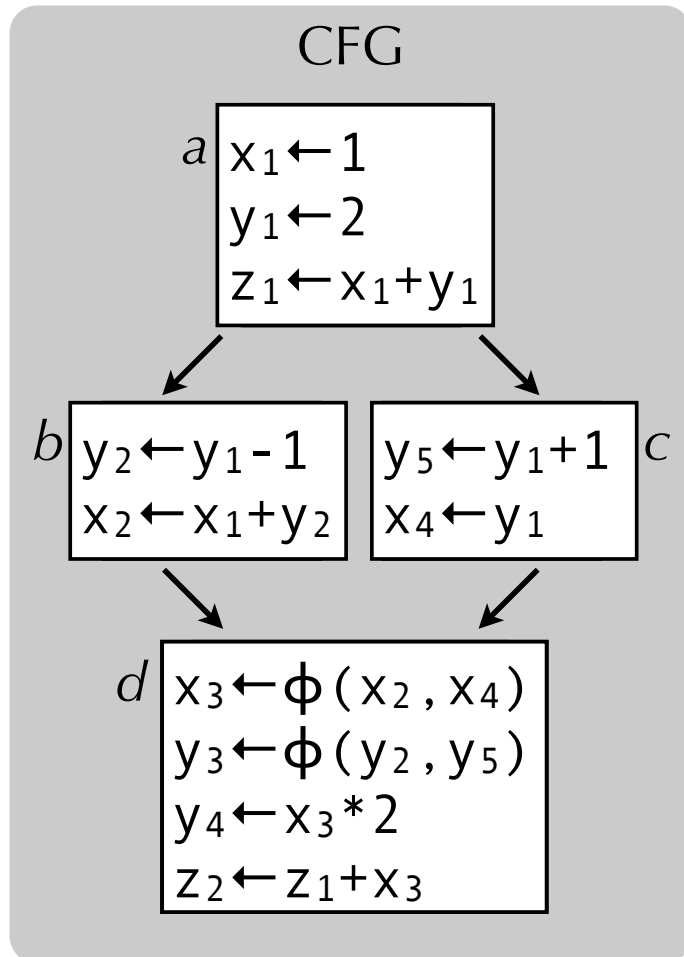 CFG
a
x₁←1
y₁←2
z₁←x₁+y₁
b
y₂←y₁-1
x₂←x₁+y₂
y₅←y₁+1
x₄←y₁
c
d
x₃←ϕ(x₂,x₄)
y₃←ϕ(y₂,y₅)
y₄←x₃*2
z₂←z₁+x₃